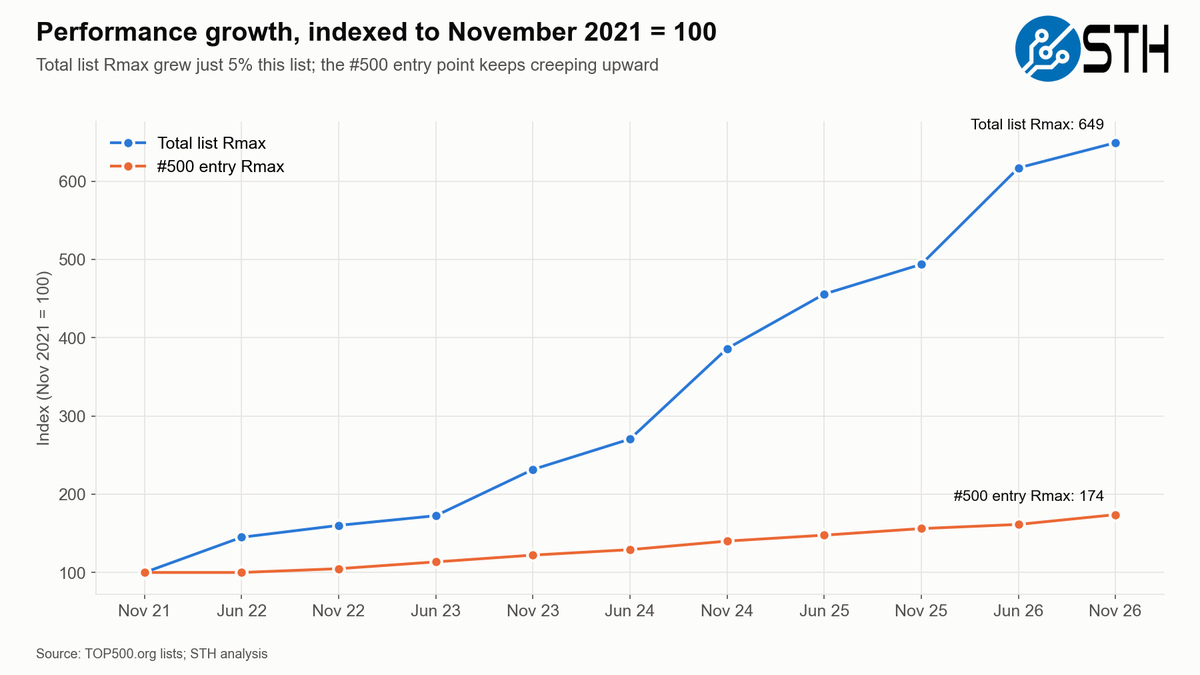 Performance growth, indexed to November 2021 = 100
Total list Rmax grew just 5% this list; the #500 entry point keeps creeping upward
STH
Total list Rmax
#500 entry Rmax
Total list Rmax: 649
#500 entry Rmax: 174
Index (Nov 2021 = 100)
600
500
400
300
200
100
Nov 21 Jun 22 Nov 22 Jun 23 Nov 23 Jun 24 Nov 24 Jun 25 Nov 25 Jun 26 Nov 26
Source: TOP500.org lists; STH analysis